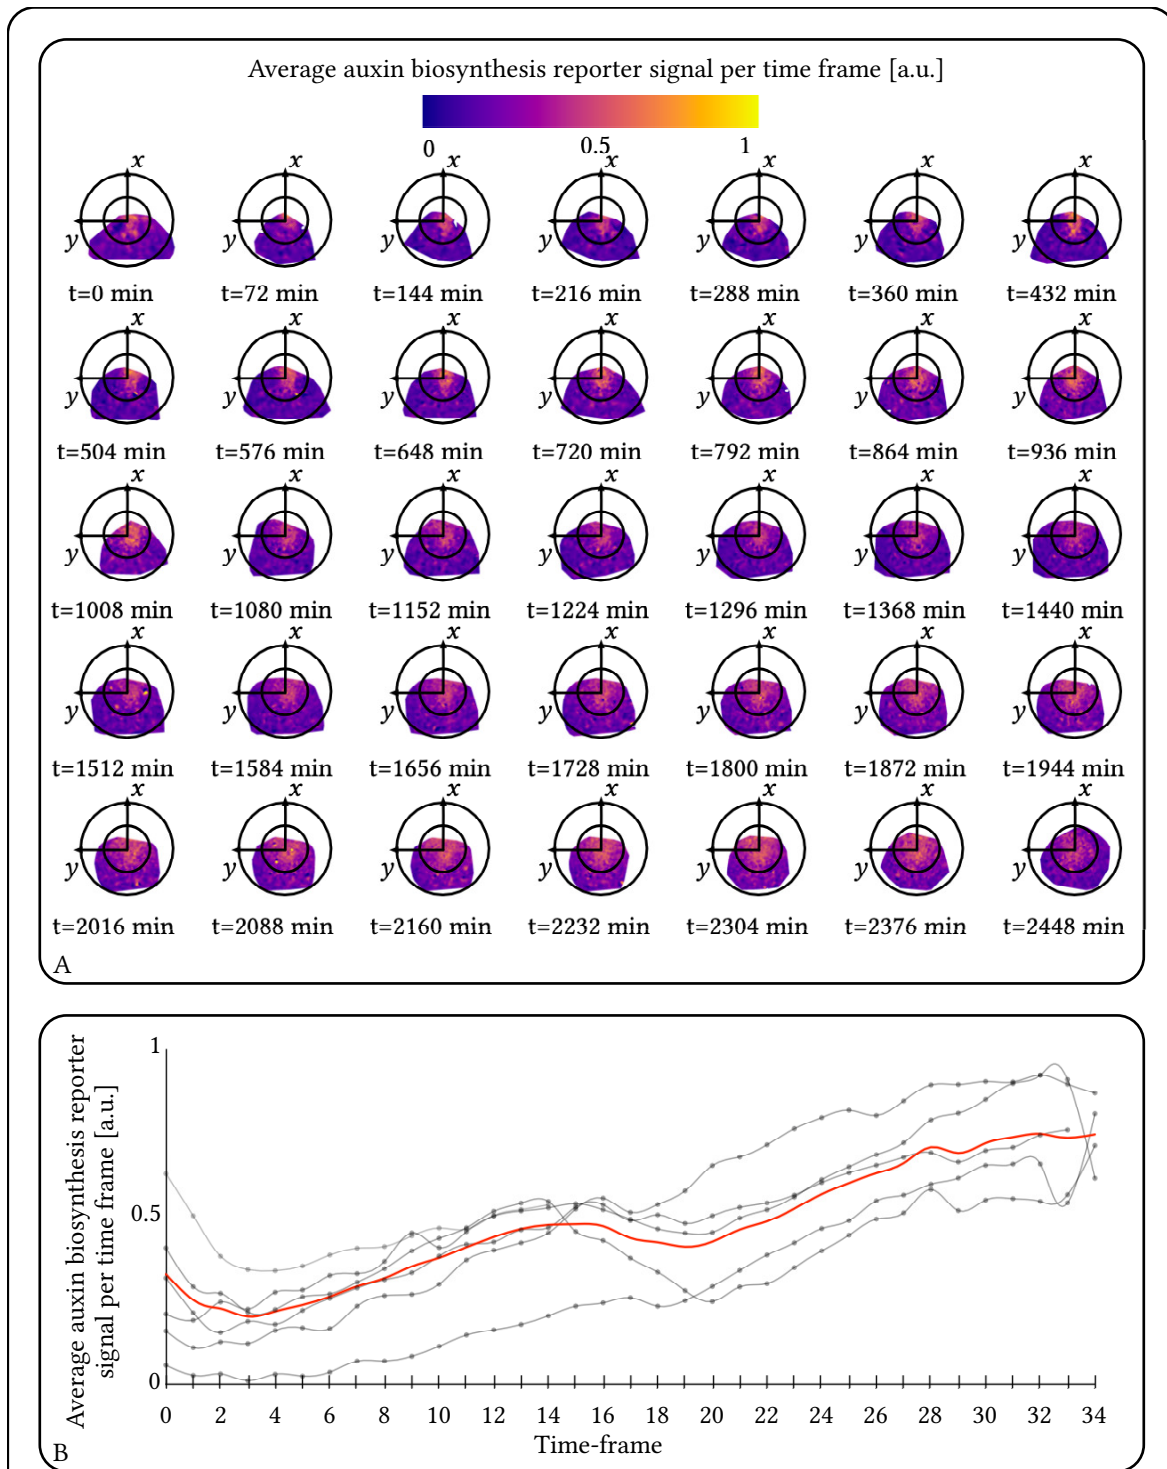 Average auxin biosynthesis reporter signal per time frame [a.u.]
0 0.5 1
x x x x x x x
y y y y y y y
t=0 min t=72 min t=144 min t=216 min t=288 min t=360 min t=432 min
x x x x x x x
y y y y y y y
t=504 min t=576 min t=648 min t=720 min t=792 min t=864 min t=936 min
x x x x x x x
y y y y y y y
t=1008 min t=1080 min t=1152 min t=1224 min t=1296 min t=1368 min t=1440 min
x x x x x x x
y y y y y y y
t=1512 min t=1584 min t=1656 min t=1728 min t=1800 min t=1872 min t=1944 min
x x x x x x x
y y y y y y y
t=2016 min t=2088 min t=2160 min t=2232 min t=2304 min t=2376 min t=2448 min
A
Average auxin biosynthesis reporter
signal per time frame [a.u.]
1
0.5
0
0 2 4 6 8 10 12 14 16 18 20 22 24 26 28 30 32 34
Time-frame
B